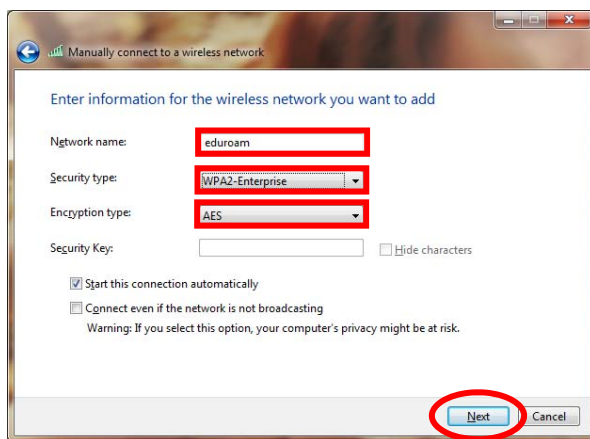 Manually connect to a wireless network
Enter information for the wireless network you want to add
Network name:
eduroam
Security type:
WPA2-Enterprise
Encryption type:
AES
Security Key:
Hide characters
Start this connection automatically
Connect even if the network is not broadcasting
Warning: If you select this option, your computer's privacy might be at risk.
Next
Cancel